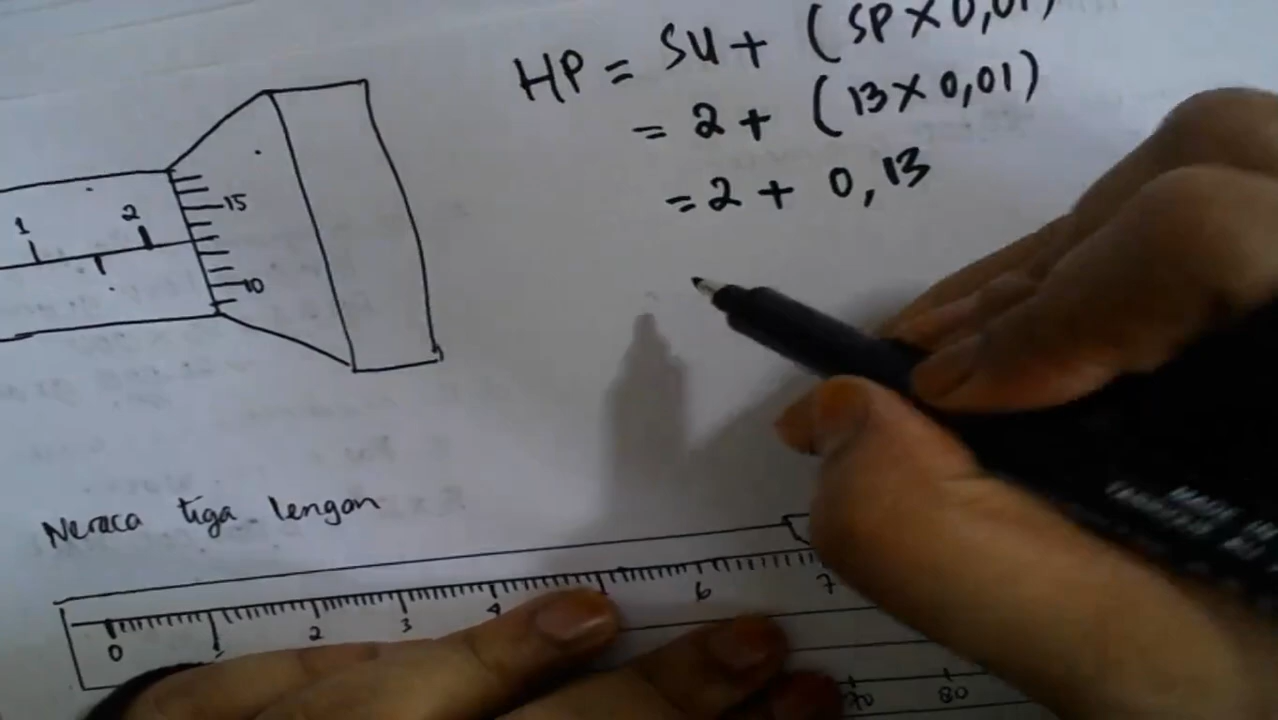 HP = SU + (SP X 0,01)
= 2 + (13 X 0,01)
= 2 + 0,13
1 2
15
10
Neraca tiga lengan
0 2 3 4 6 7
80